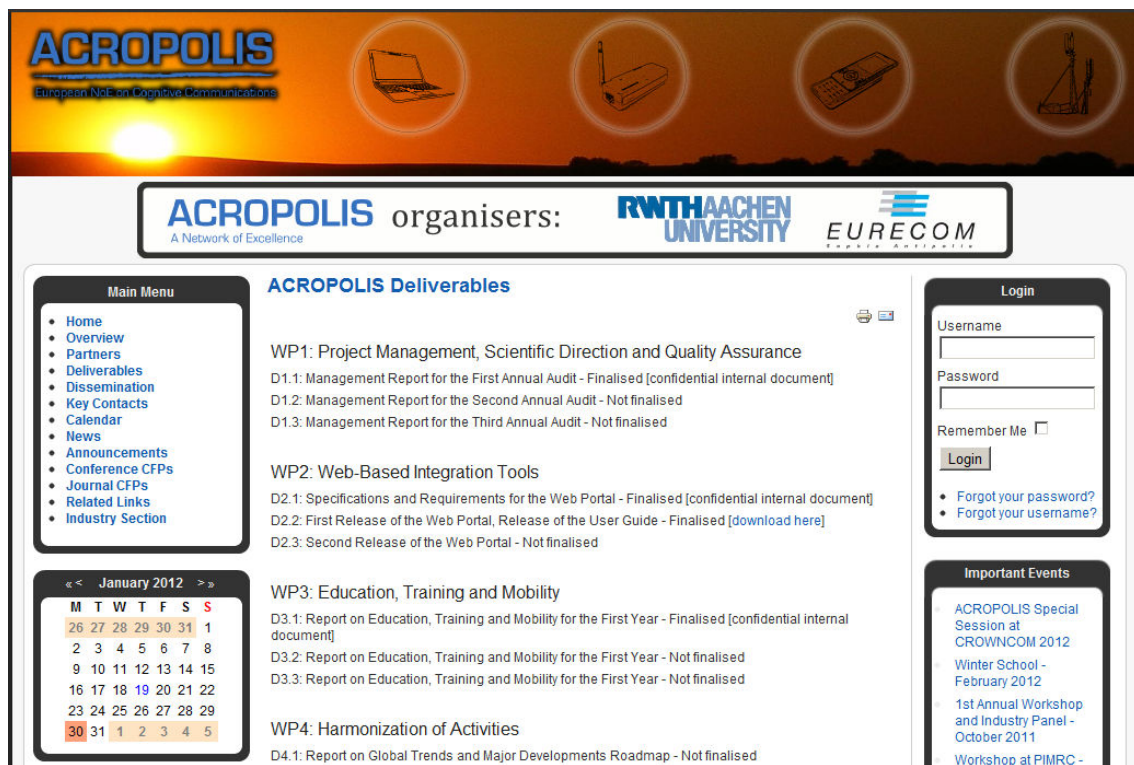 ACROPOLIS
European NoE on Cognitive Communications
ACROPOLIS organisers:
A Network of Excellence
RWTHAACHEN
UNIVERSITY
EURECOM
Sophia Antipolis
Main Menu
Home
Overview
Partners
Deliverables
Dissemination
Key Contacts
Calendar
News
Announcements
Conference CFPs
Journal CFPs
Related Links
Industry Section
« < January 2012 > »
M T W T F S S
26 27 28 29 30 31 1
2 3 4 5 6 7 8
9 10 11 12 13 14 15
16 17 18 19 20 21 22
23 24 25 26 27 28 29
30 31 1 2 3 4 5
ACROPOLIS Deliverables
WP1: Project Management, Scientific Direction and Quality Assurance
D1.1: Management Report for the First Annual Audit - Finalised [confidential internal document]
D1.2: Management Report for the Second Annual Audit - Not finalised
D1.3: Management Report for the Third Annual Audit - Not finalised
WP2: Web-Based Integration Tools
D2.1: Specifications and Requirements for the Web Portal - Finalised [confidential internal document]
D2.2: First Release of the Web Portal, Release of the User Guide - Finalised [download here]
D2.3: Second Release of the Web Portal - Not finalised
WP3: Education, Training and Mobility
D3.1: Report on Education, Training and Mobility for the First Year - Finalised [confidential internal
document]
D3.2: Report on Education, Training and Mobility for the First Year - Not finalised
D3.3: Report on Education, Training and Mobility for the First Year - Not finalised
WP4: Harmonization of Activities
D4.1: Report on Global Trends and Major Developments Roadmap - Not finalised
Login
Username
Password
Remember Me
Login
Forgot your password?
Forgot your username?
Important Events
ACROPOLIS Special
Session at
CROWNCOM 2012
Winter School -
February 2012
1st Annual Workshop
and Industry Panel -
October 2011
Workshop at PIMRC -